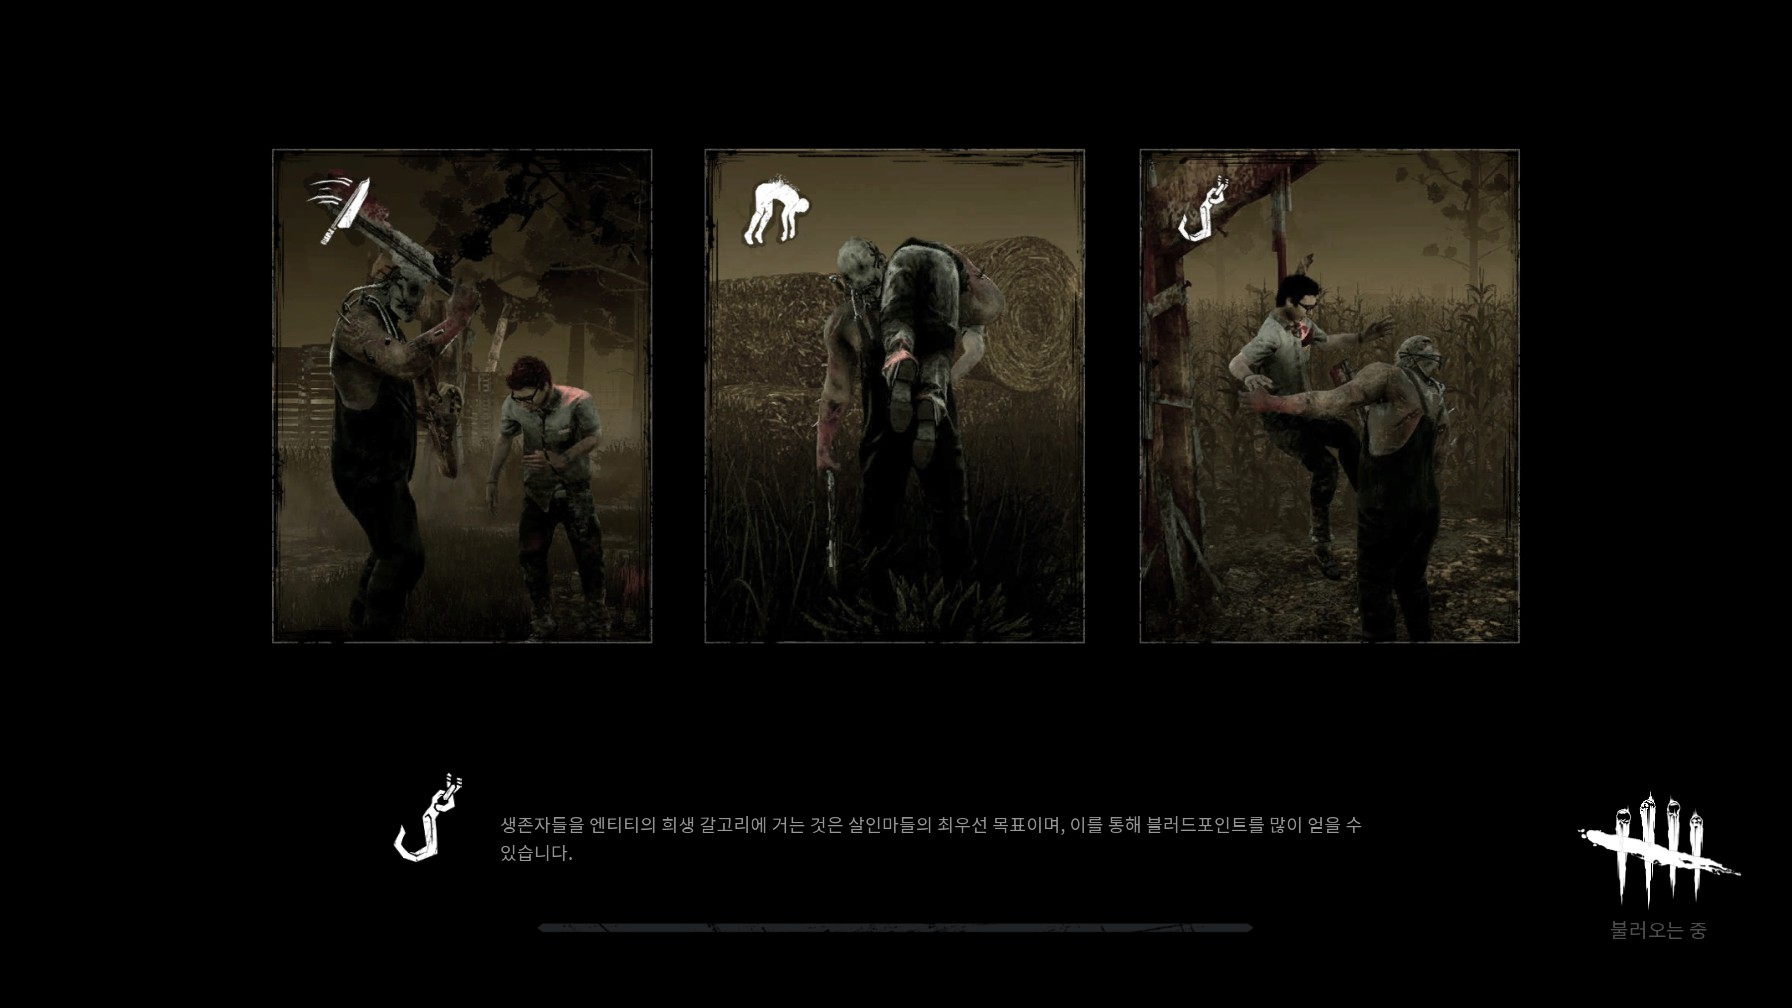 생존자들을 엔티티의 희생 갈고리에 거는 것은 살인마들의 최우선 목표이며, 이를 통해 블러드포인트를 많이 얻을 수
있습니다.
불러오는 중